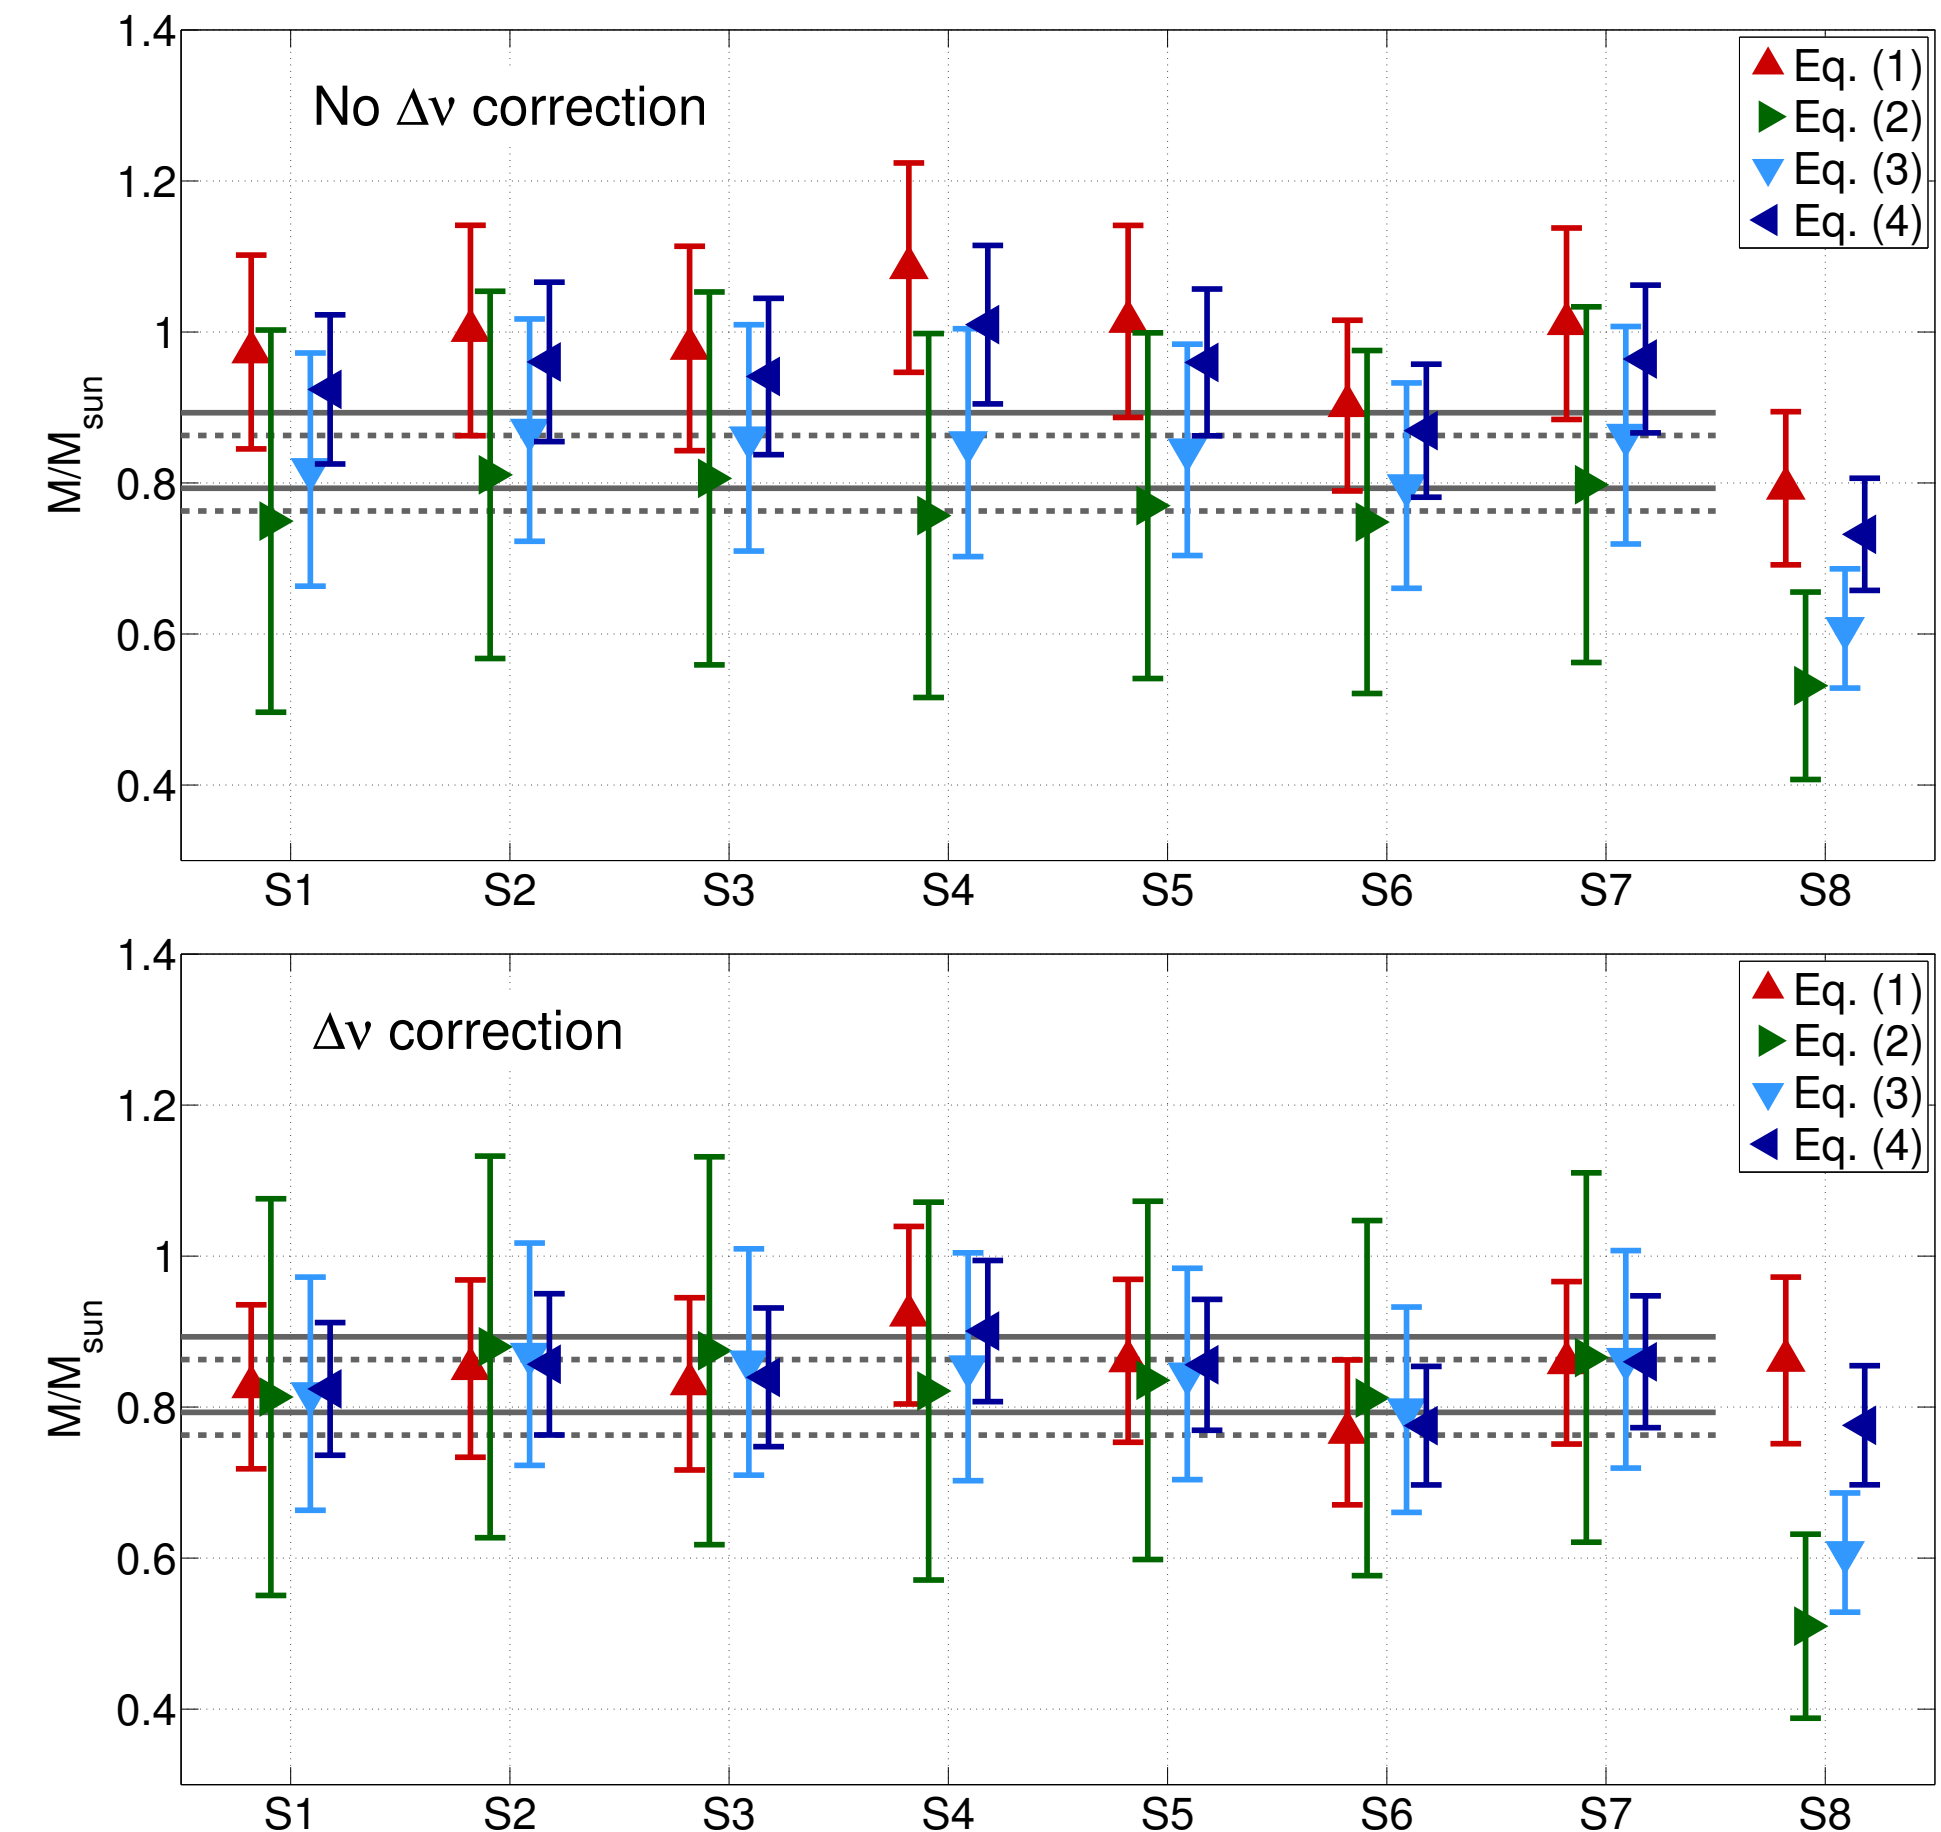 1.4
No Δν correction
Eq. (1)
Eq. (2)
Eq. (3)
Eq. (4)
1.2
1
0.8
0.6
0.4
M/Msun
S1 S2 S3 S4 S5 S6 S7 S8
1.4
Δν correction
Eq. (1)
Eq. (2)
Eq. (3)
Eq. (4)
1.2
1
0.8
0.6
0.4
M/Msun
S1 S2 S3 S4 S5 S6 S7 S8